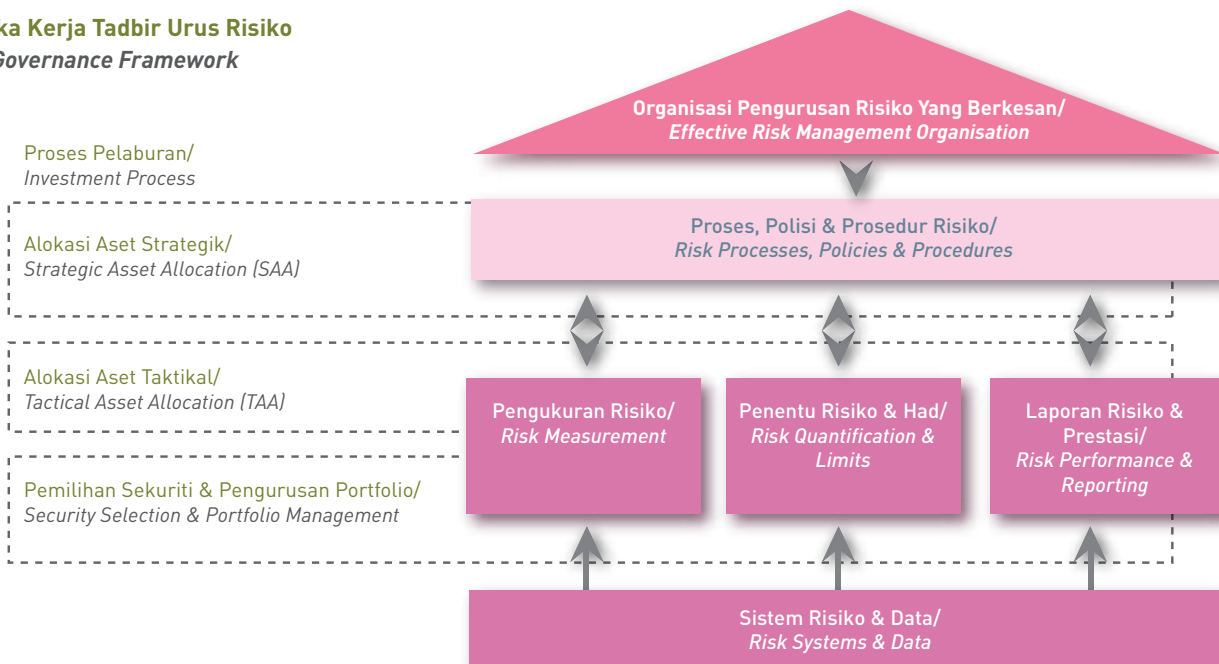 ka Kerja Tadbir Urus Risiko
Governance Framework
Organisasi Pengurusan Risiko Yang Berkesan/
Effective Risk Management Organisation
Proses Pelaburan/
Investment Process
Proses, Polisi & Prosedur Risiko/
Risk Processes, Policies & Procedures
Alokasi Aset Strategik/
Strategic Asset Allocation (SAA)
Alokasi Aset Taktikal/
Tactical Asset Allocation (TAA)
Pengukuran Risiko/
Risk Measurement
Penentu Risiko & Had/
Risk Quantification &
Limits
Laporan Risiko &
Prestasi/
Risk Performance &
Reporting
Pemilihan Sekuriti & Pengurusan Portfolio/
Security Selection & Portfolio Management
Sistem Risiko & Data/
Risk Systems & Data